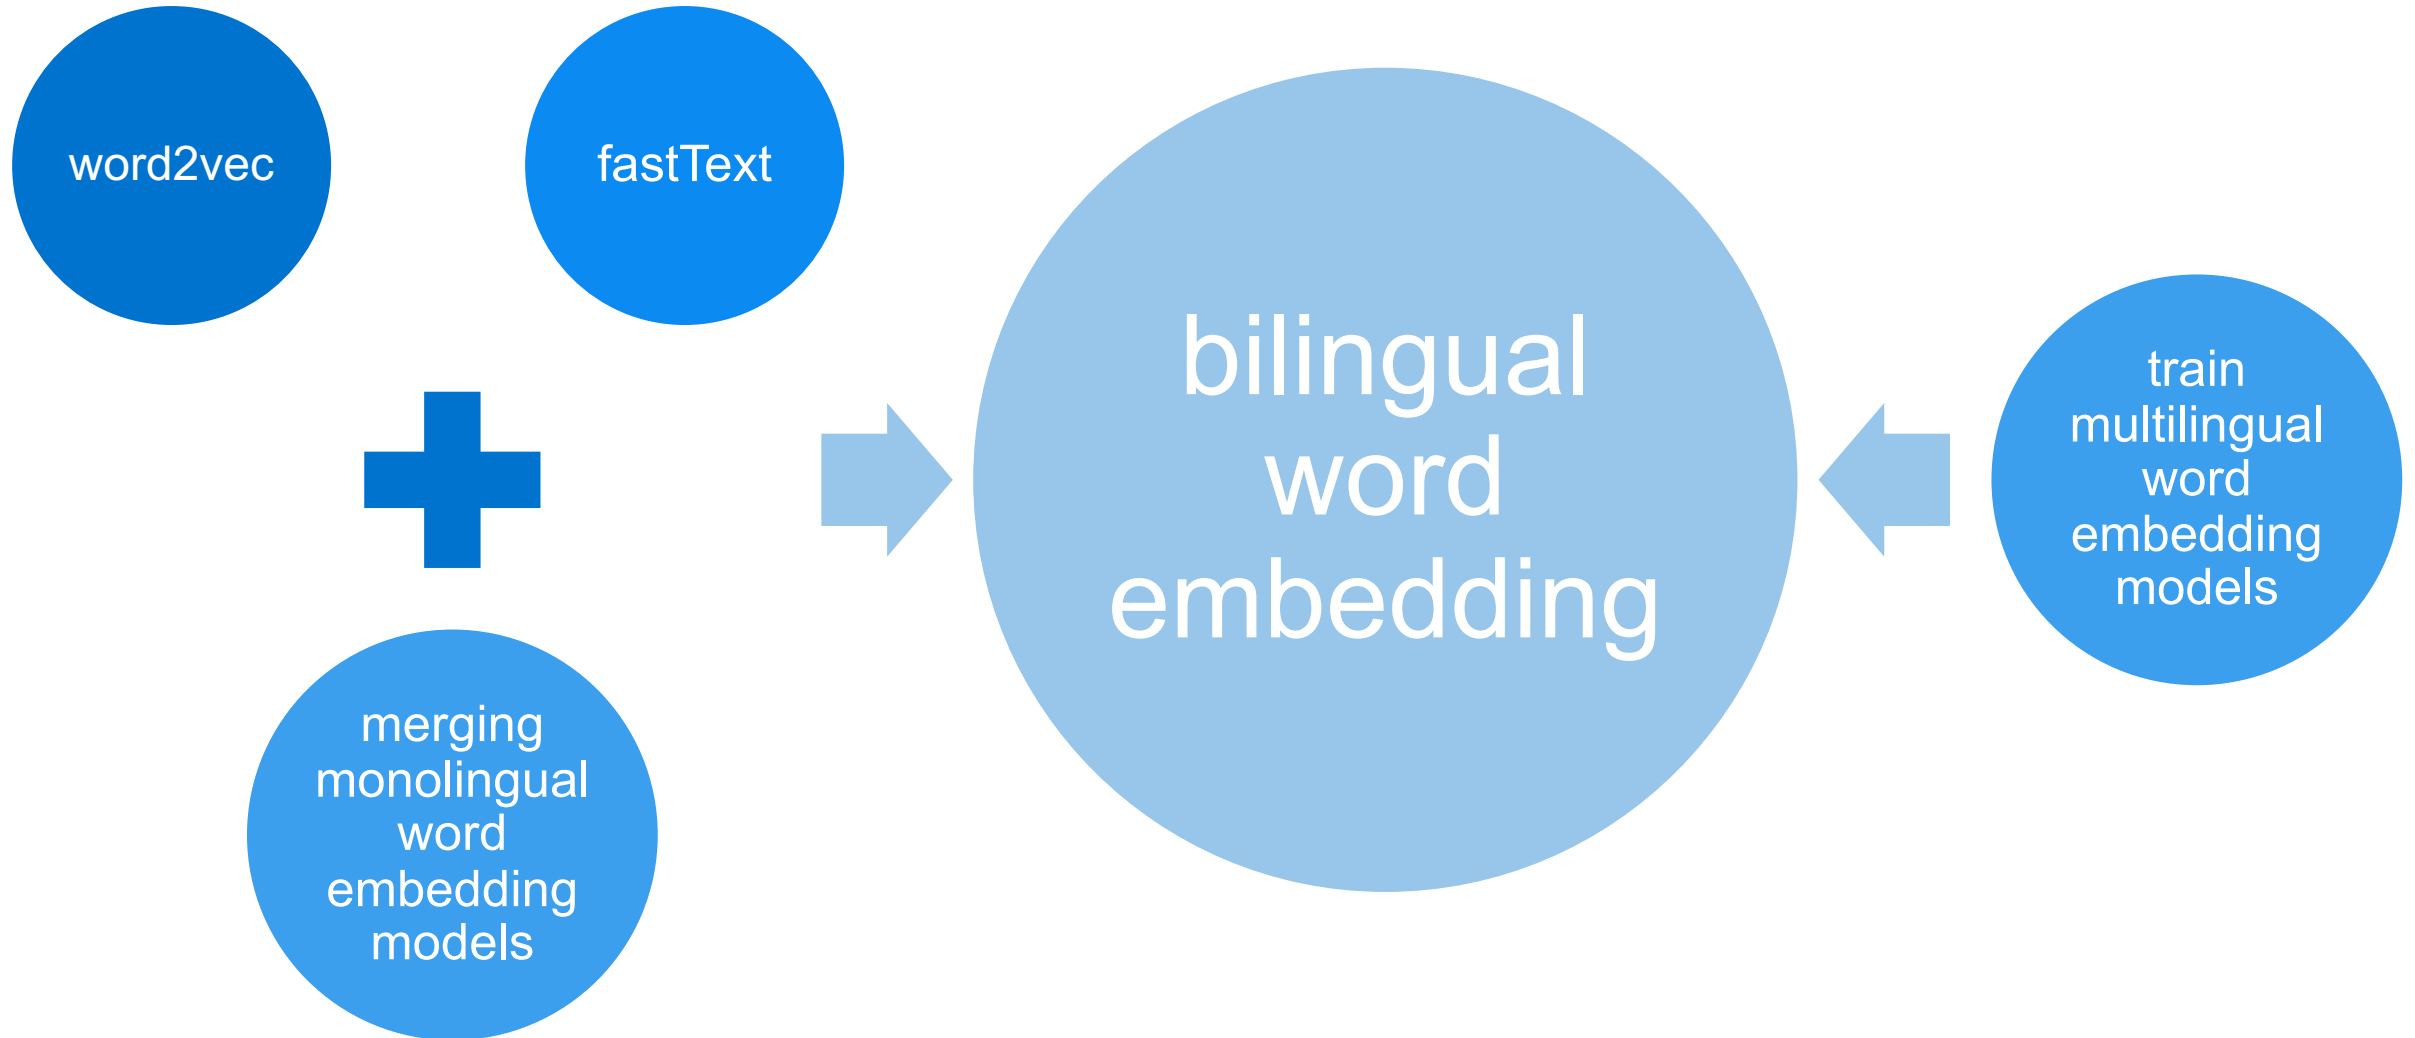 word2vec
fastText
merging
monolingual
word
embedding
models
bilingual
word
embedding
train
multilingual
word
embedding
models